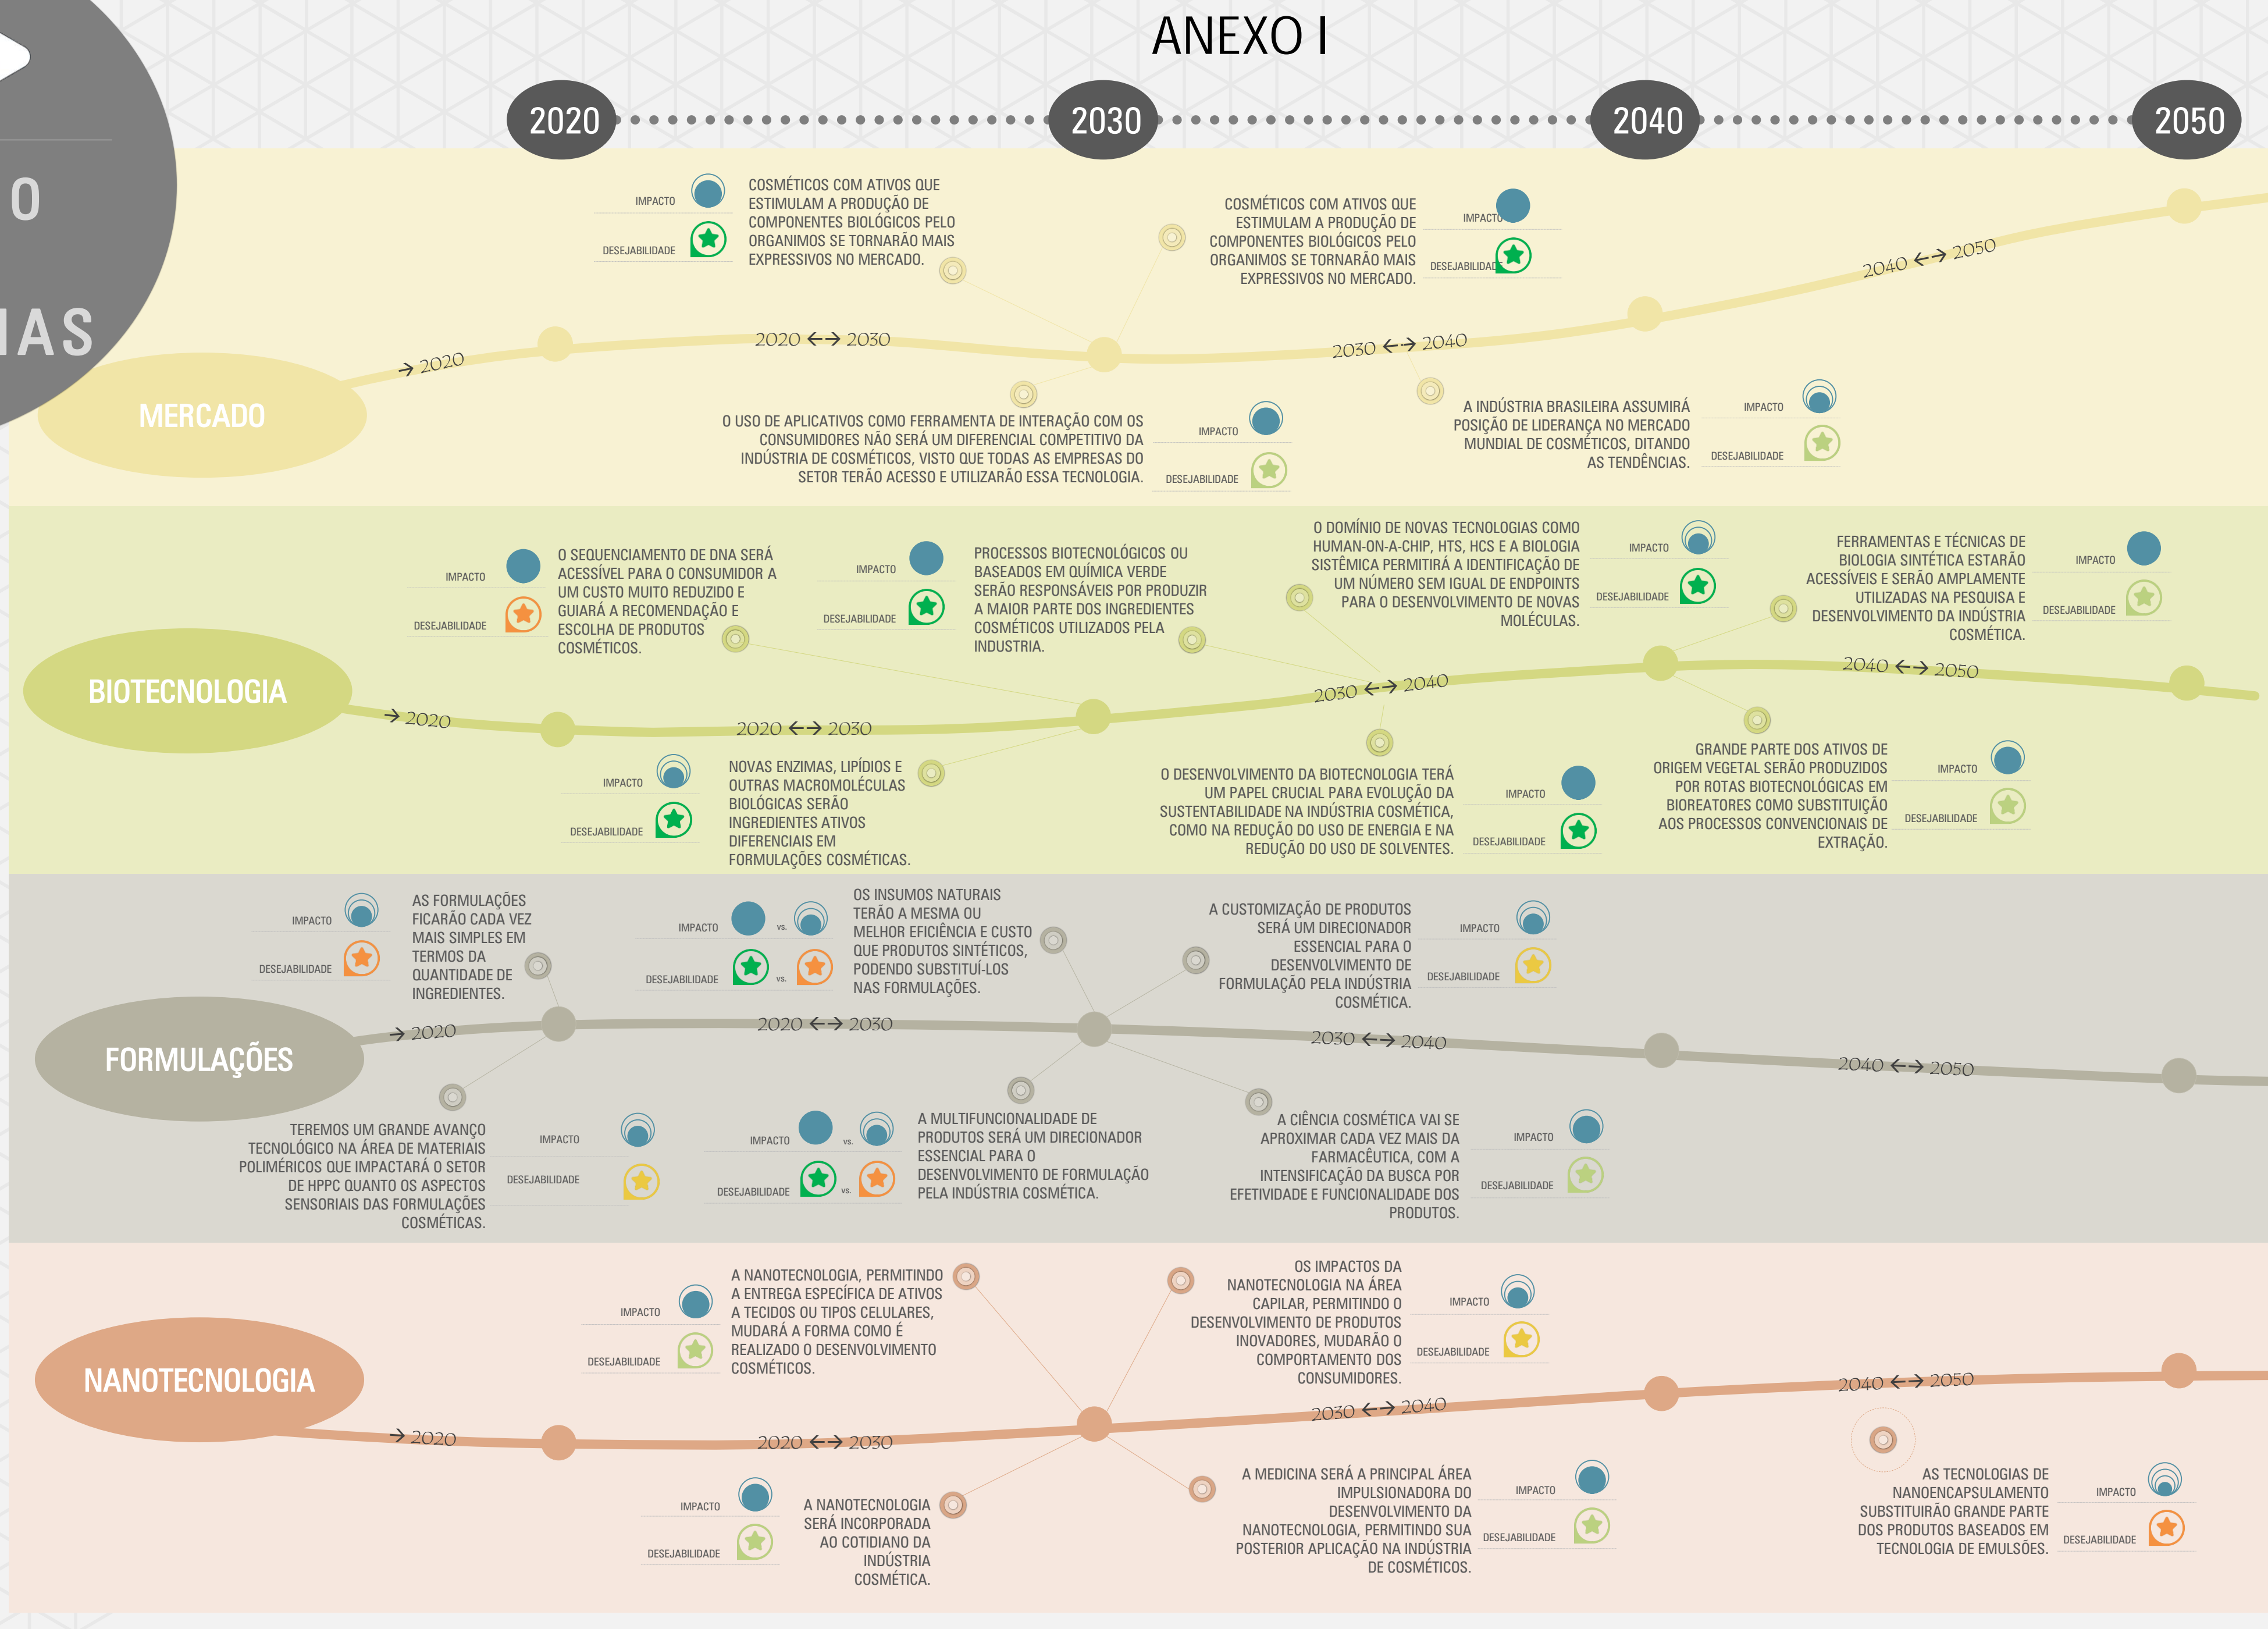 ANEXO I
2020
2030
2040
2050
O
IAS
MERCADO
→ 2020
2020 ←→ 2030
2030 ←→ 2040
2040 ←→ 2050
IMPACTO
DESEJABILIDADE
COSMÉTICOS COM ATIVOS QUE
ESTIMULAM A PRODUÇÃO DE
COMPONENTES BIOLÓGICOS PELO
ORGANIMOS SE TORNARÃO MAIS
EXPRESSIVOS NO MERCADO.
COSMÉTICOS COM ATIVOS QUE
ESTIMULAM A PRODUÇÃO DE
COMPONENTES BIOLÓGICOS PELO
ORGANIMOS SE TORNARÃO MAIS
EXPRESSIVOS NO MERCADO.
IMPACTO
DESEJABILIDADE
O USO DE APLICATIVOS COMO FERRAMENTA DE INTERAÇÃO COM OS
CONSUMIDORES NÃO SERÁ UM DIFERENCIAL COMPETITIVO DA
INDÚSTRIA DE COSMÉTICOS, VISTO QUE TODAS AS EMPRESAS DO
SETOR TERÃO ACESSO E UTILIZARÃO ESSA TECNOLOGIA.
IMPACTO
DESEJABILIDADE
A INDÚSTRIA BRASILEIRA ASSUMIRÁ
POSIÇÃO DE LIDERANÇA NO MERCADO
MUNDIAL DE COSMÉTICOS, DITANDO
AS TENDÊNCIAS.
IMPACTO
DESEJABILIDADE
BIOTECNOLOGIA
→ 2020
2020 ←→ 2030
2030 ←→ 2040
2040 ←→ 2050
IMPACTO
DESEJABILIDADE
O SEQUENCIAMENTO DE DNA SERÁ
ACESSÍVEL PARA O CONSUMIDOR A
UM CUSTO MUITO REDUZIDO E
GUIARÁ A RECOMENDAÇÃO E
ESCOLHA DE PRODUTOS
COSMÉTICOS.
IMPACTO
DESEJABILIDADE
PROCESSOS BIOTECNOLÓGICOS OU
BASEADOS EM QUÍMICA VERDE
SERÃO RESPONSÁVEIS POR PRODUZIR
A MAIOR PARTE DOS INGREDIENTES
COSMÉTICOS UTILIZADOS PELA
INDUSTRIA.
O DOMÍNIO DE NOVAS TECNOLOGIAS COMO
HUMAN-ON-A-CHIP, HTS, HCS E A BIOLOGIA
SISTÊMICA PERMITIRÁ A IDENTIFICAÇÃO DE
UM NÚMERO SEM IGUAL DE ENDPOINTS
PARA O DESENVOLVIMENTO DE NOVAS
MOLÉCULAS.
IMPACTO
DESEJABILIDADE
FERRAMENTAS E TÉCNICAS DE
BIOLOGIA SINTÉTICA ESTARÃO
ACESSÍVEIS E SERÃO AMPLAMENTE
UTILIZADAS NA PESQUISA E
DESENVOLVIMENTO DA INDÚSTRIA
COSMÉTICA.
IMPACTO
DESEJABILIDADE
IMPACTO
DESEJABILIDADE
NOVAS ENZIMAS, LIPÍDIOS E
OUTRAS MACROMOLÉCULAS
BIOLÓGICAS SERÃO
INGREDIENTES ATIVOS
DIFERENCIAIS EM
FORMULAÇÕES COSMÉTICAS.
O DESENVOLVIMENTO DA BIOTECNOLOGIA TERÁ
UM PAPEL CRUCIAL PARA EVOLUÇÃO DA
SUSTENTABILIDADE NA INDÚSTRIA COSMÉTICA,
COMO NA REDUÇÃO DO USO DE ENERGIA E NA
REDUÇÃO DO USO DE SOLVENTES.
IMPACTO
DESEJABILIDADE
GRANDE PARTE DOS ATIVOS DE
ORIGEM VEGETAL SERÃO PRODUZIDOS
POR ROTAS BIOTECNOLÓGICAS EM
BIOREATORES COMO SUBSTITUIÇÃO
AOS PROCESSOS CONVENCIONAIS DE
EXTRAÇÃO.
IMPACTO
DESEJABILIDADE
FORMULAÇÕES
→ 2020
2020 ←→ 2030
2030 ←→ 2040
2040 ←→ 2050
IMPACTO
DESEJABILIDADE
AS FORMULAÇÕES
FICARÃO CADA VEZ
MAIS SIMPLES EM
TERMOS DA
QUANTIDADE DE
INGREDIENTES.
IMPACTO vs.
DESEJABILIDADE vs.
OS INSUMOS NATURAIS
TERÃO A MESMA OU
MELHOR EFICIÊNCIA E CUSTO
QUE PRODUTOS SINTÉTICOS,
PODENDO SUBSTITUÍ-LOS
NAS FORMULAÇÕES.
A CUSTOMIZAÇÃO DE PRODUTOS
SERÁ UM DIRECIONADOR
ESSENCIAL PARA O
DESENVOLVIMENTO DE
FORMULAÇÃO PELA INDÚSTRIA
COSMÉTICA.
IMPACTO
DESEJABILIDADE
TEREMOS UM GRANDE AVANÇO
TECNOLÓGICO NA ÁREA DE MATERIAIS
POLIMÉRICOS QUE IMPACTARÁ O SETOR
DE HPPC QUANTO OS ASPECTOS
SENSORIAIS DAS FORMULAÇÕES
COSMÉTICAS.
IMPACTO
DESEJABILIDADE
IMPACTO vs.
DESEJABILIDADE vs.
A MULTIFUNCIONALIDADE DE
PRODUTOS SERÁ UM DIRECIONADOR
ESSENCIAL PARA O
DESENVOLVIMENTO DE FORMULAÇÃO
PELA INDÚSTRIA COSMÉTICA.
A CIÊNCIA COSMÉTICA VAI SE
APROXIMAR CADA VEZ MAIS DA
FARMACÊUTICA, COM A
INTENSIFICAÇÃO DA BUSCA POR
EFETIVIDADE E FUNCIONALIDADE DOS
PRODUTOS.
IMPACTO
DESEJABILIDADE
NANOTECNOLOGIA
→ 2020
2020 ←→ 2030
2030 ←→ 2040
2040 ←→ 2050
IMPACTO
DESEJABILIDADE
A NANOTECNOLOGIA, PERMITINDO
A ENTREGA ESPECÍFICA DE ATIVOS
A TECIDOS OU TIPOS CELULARES,
MUDARÁ A FORMA COMO É
REALIZADO O DESENVOLVIMENTO
COSMÉTICOS.
OS IMPACTOS DA
NANOTECNOLOGIA NA ÁREA
CAPILAR, PERMITINDO O
DESENVOLVIMENTO DE PRODUTOS
INOVADORES, MUDARÃO O
COMPORTAMENTO DOS
CONSUMIDORES.
IMPACTO
DESEJABILIDADE
IMPACTO
DESEJABILIDADE
A NANOTECNOLOGIA
SERÁ INCORPORADA
AO COTIDIANO DA
INDÚSTRIA
COSMÉTICA.
A MEDICINA SERÁ A PRINCIPAL ÁREA
IMPULSIONADORA DO
DESENVOLVIMENTO DA
NANOTECNOLOGIA, PERMITINDO SUA
POSTERIOR APLICAÇÃO NA INDÚSTRIA
DE COSMÉTICOS.
IMPACTO
DESEJABILIDADE
AS TECNOLOGIAS DE
NANOENCAPSULAMENTO
SUBSTITUIRÃO GRANDE PARTE
DOS PRODUTOS BASEADOS EM
TECNOLOGIA DE EMULSÕES.
IMPACTO
DESEJABILIDADE